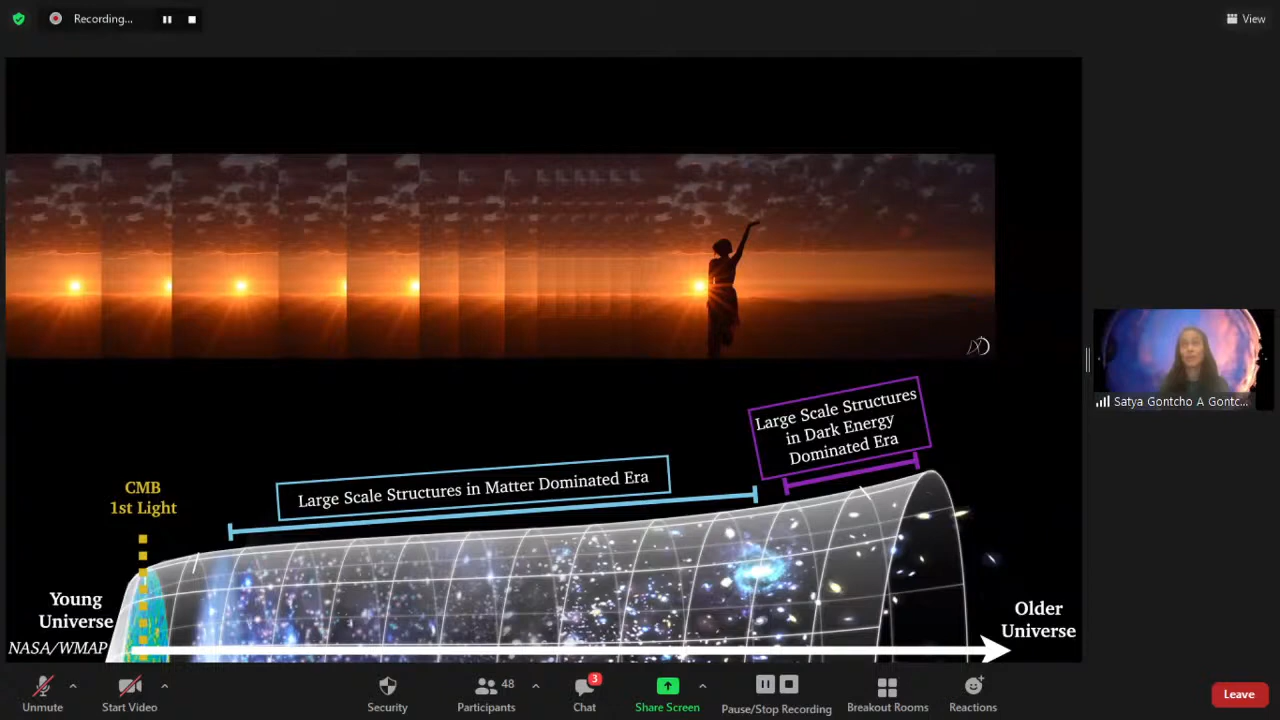 Recording...
View
Large Scale Structures
in Dark Energy
Dominated Era
Large Scale Structures in Matter Dominated Era
CMB
1st Light
Young
Universe
NASA/WMAP
Older
Universe
Satya Gontcho A Gontc...
Unmute
Start Video
Security
48
Participants
3
Chat
Share Screen
Pause/Stop Recording
Breakout Rooms
Reactions
Leave